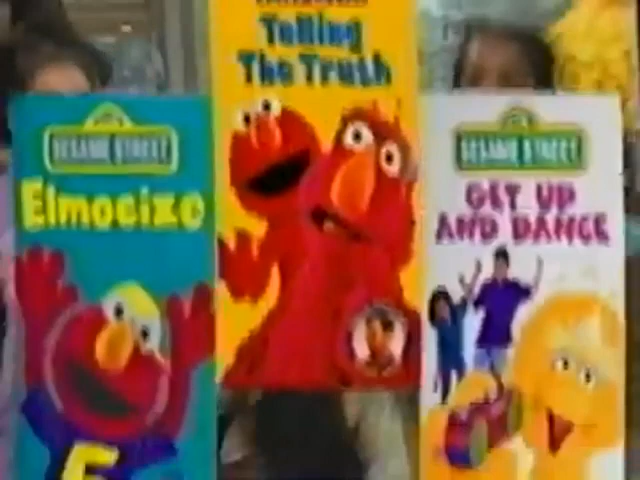 SESAME STREET
Elmocize
E
Telling
The Truth
SESAME STREET
GET UP
AND DANCE